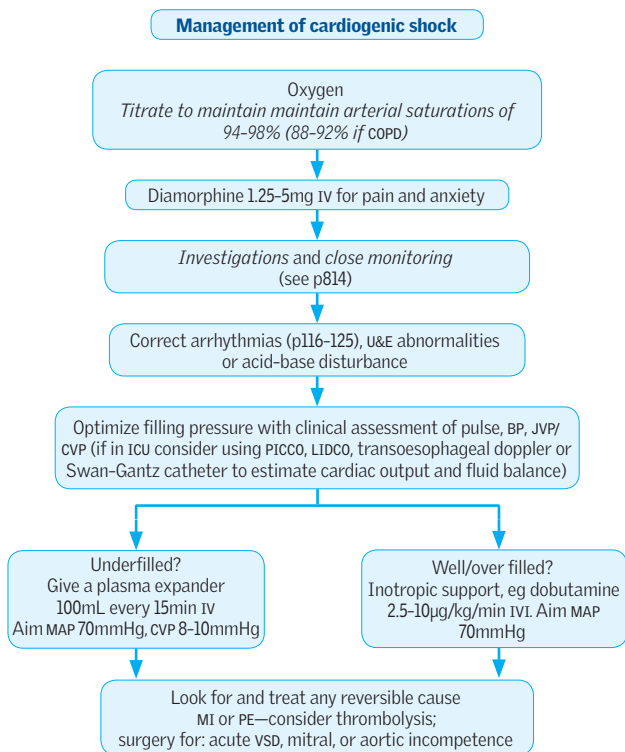 Management of cardiogenic shock
Oxygen
Titrate to maintain maintain arterial saturations of
94–98% (88–92% if COPD)
Diamorphine 1.25–5mg IV for pain and anxiety
Investigations and close monitoring
(see p814)
Correct arrhythmias (p116–125), U&E abnormalities
or acid-base disturbance
Optimize filling pressure with clinical assessment of pulse, BP, JVP/
CVP (if in ICU consider using PICCO, LIDCO, transoesophageal doppler or
Swan–Gantz catheter to estimate cardiac output and fluid balance)
Underfilled?
Give a plasma expander
100mL every 15min IV
Aim MAP 70mmHg, CVP 8–10mmHg
Well/over filled?
Inotropic support, eg dobutamine
2.5–10µg/kg/min IVI. Aim MAP
70mmHg
Look for and treat any reversible cause
MI or PE—consider thrombolysis;
surgery for: acute VSD, mitral, or aortic incompetence